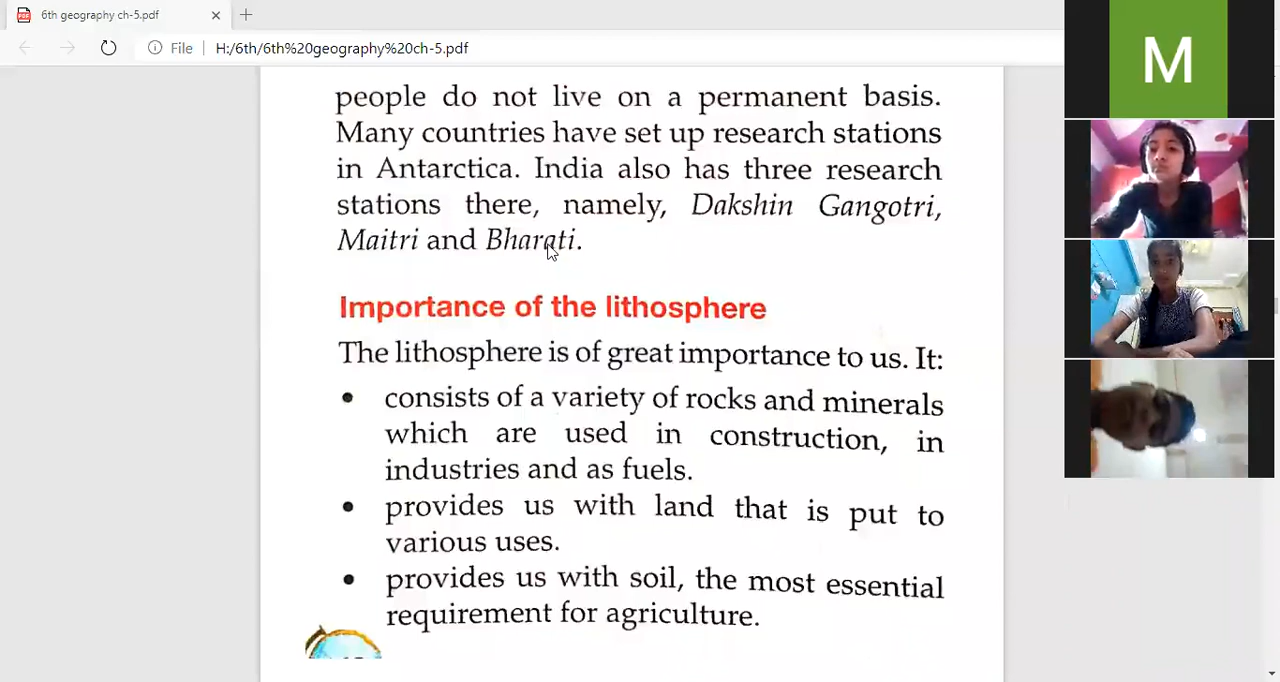 6th geography ch-5.pdf
File
H:/6th/6th%20geography%20ch-5.pdf
M
people do not live on a permanent basis.
Many countries have set up research stations
in Antarctica. India also has three research
stations there, namely, Dakshin Gangotri,
Maitri and Bharati.
Importance of the lithosphere
The lithosphere is of great importance to us. It:
• consists of a variety of rocks and minerals
which are used in construction, in
industries and as fuels.
• provides us with land that is put to
various uses.
• provides us with soil, the most essential
requirement for agriculture.